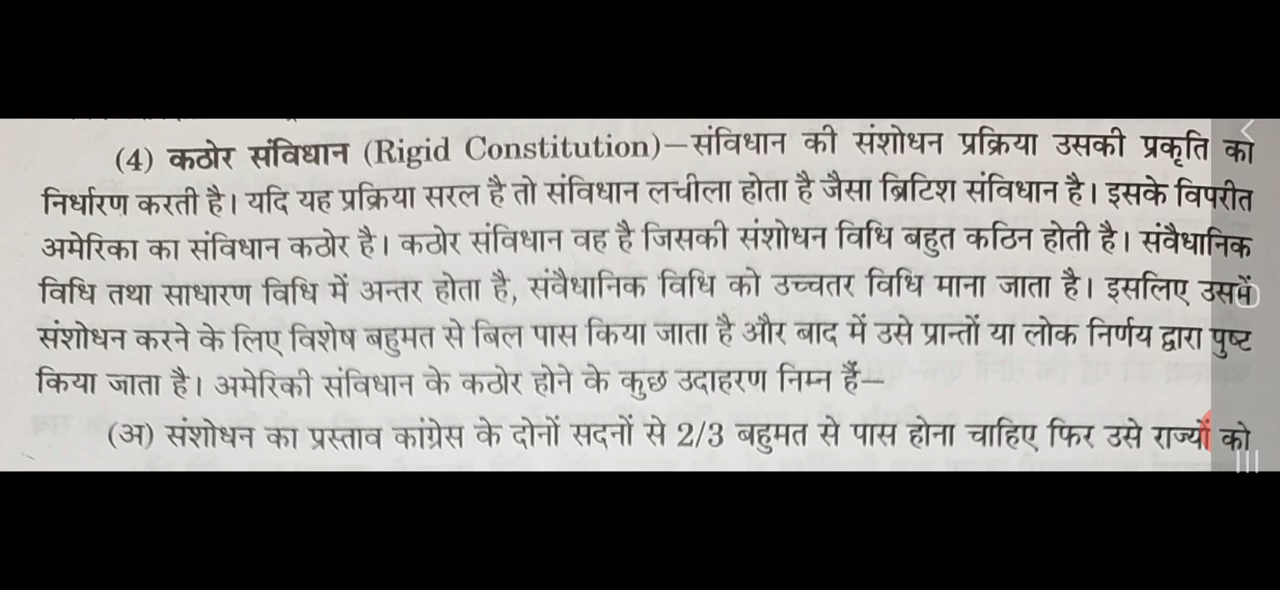 (4) कठोर संविधान (Rigid Constitution)—संविधान की संशोधन प्रक्रिया उसकी प्रकृति को
निर्धारण करती है। यदि यह प्रक्रिया सरल है तो संविधान लचीला होता है जैसा ब्रिटिश संविधान है। इसके विपरीत
अमेरिका का संविधान कठोर है। कठोर संविधान वह है जिसकी संशोधन विधि बहुत कठिन होती है। संवैधानिक
विधि तथा साधारण विधि में अन्तर होता है, संवैधानिक विधि को उच्चतर विधि माना जाता है। इसलिए उसमें
संशोधन करने के लिए विशेष बहुमत से बिल पास किया जाता है और बाद में उसे प्रान्तों या लोक निर्णय द्वारा पुष्ट
किया जाता है। अमेरिकी संविधान के कठोर होने के कुछ उदाहरण निम्न हैं—
(अ) संशोधन का प्रस्ताव कांग्रेस के दोनों सदनों से 2/3 बहुमत से पास होना चाहिए फिर उसे राज्यों को